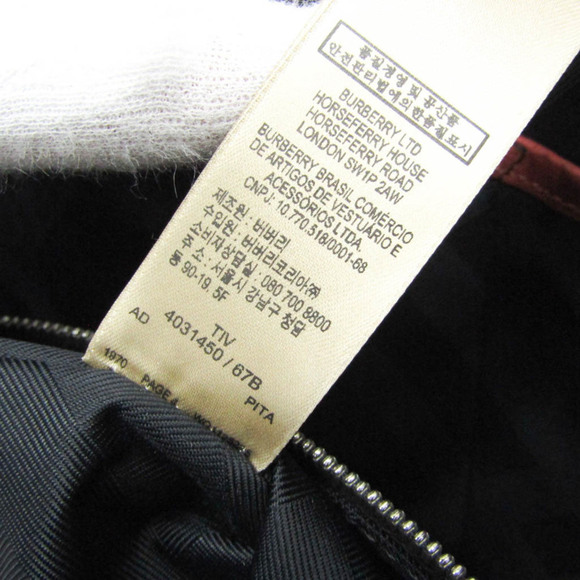 품질경영 및 공산품
안전관리법에의한품질표시
BURBERRY LTD
HORSEFERRY HOUSE
HORSEFERRY ROAD
LONDON SW1P 2AW
BURBERRY BRASIL COMÉRCIO
DE ARTIGOS DE VESTUÁRIO E
ACESSÓRIOS LTDA.
CNPJ: 10.770.518/0001-68
제조원: 버버리
수입원: 버버리코리아㈜
소비자상담실: 080 700 8800
주소: 서울시 강남구 청담
동 90-19 5F
TIV
AD 4031450 / 67B
1970 PAGE 4 PITA